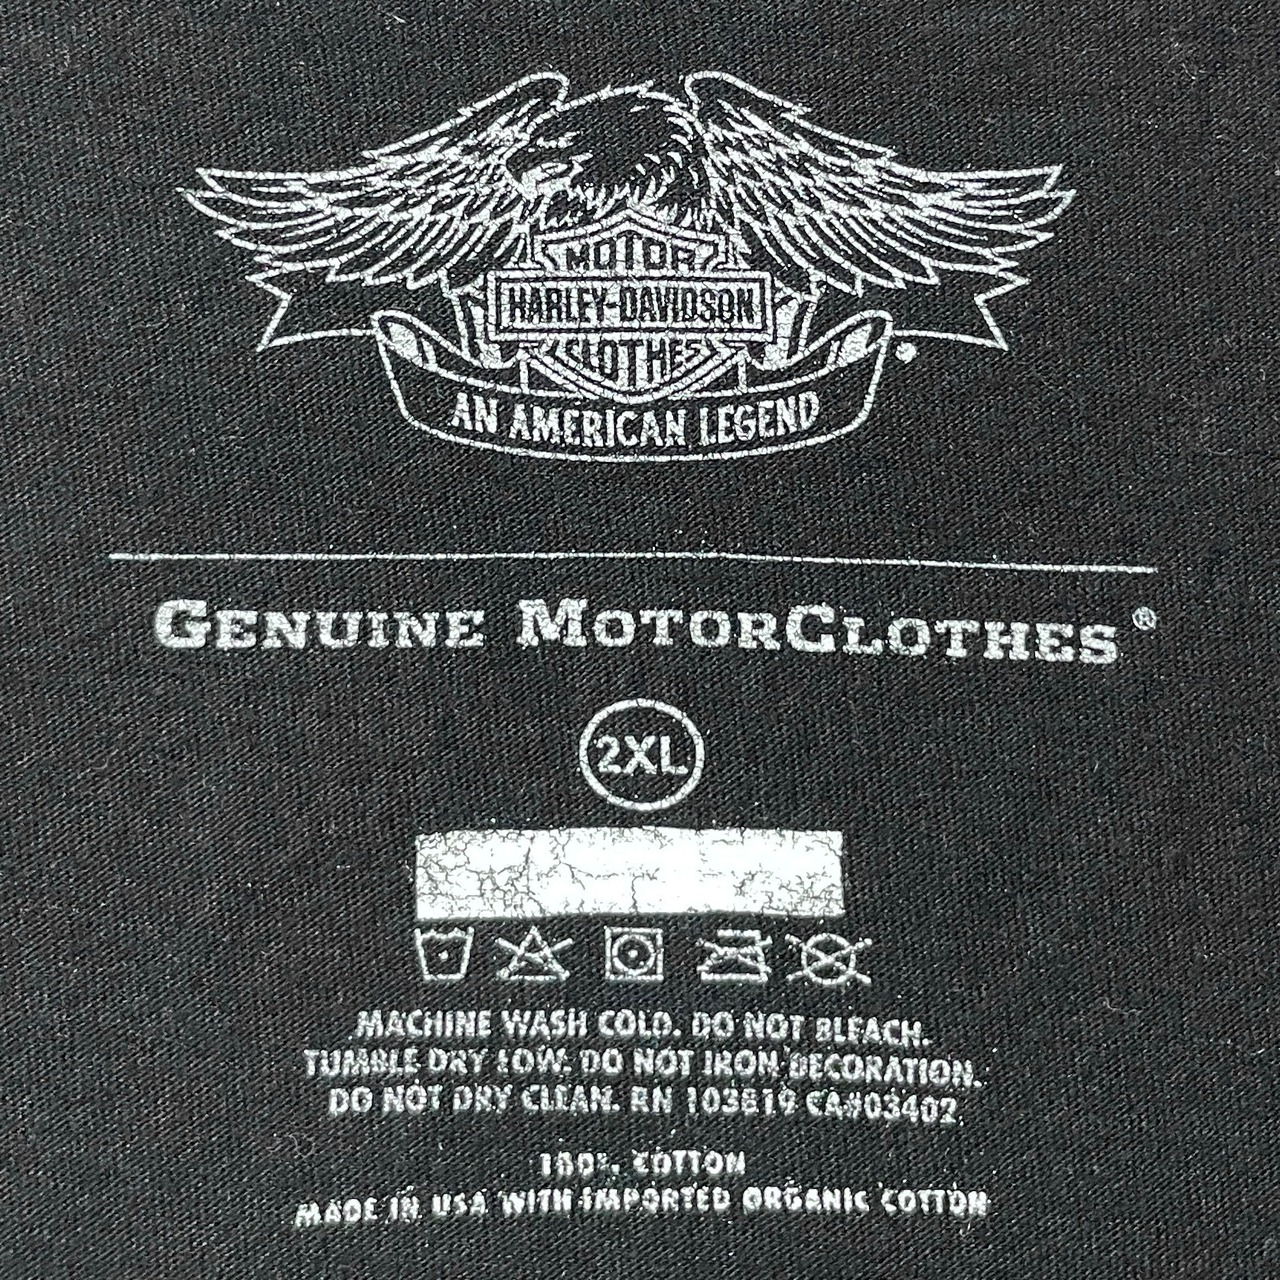 MOTOR
HARLEY-DAVIDSON
CLOTHES
AN AMERICAN LEGEND
GENUINE MOTORCLOTHES®
2XL
MACHINE WASH COLD. DO NOT BLEACH.
TUMBLE DRY LOW. DO NOT IRON DECORATION.
DO NOT DRY CLEAN. RN 103819 CA#03402
100% COTTON
MADE IN USA WITH IMPORTED ORGANIC COTTON